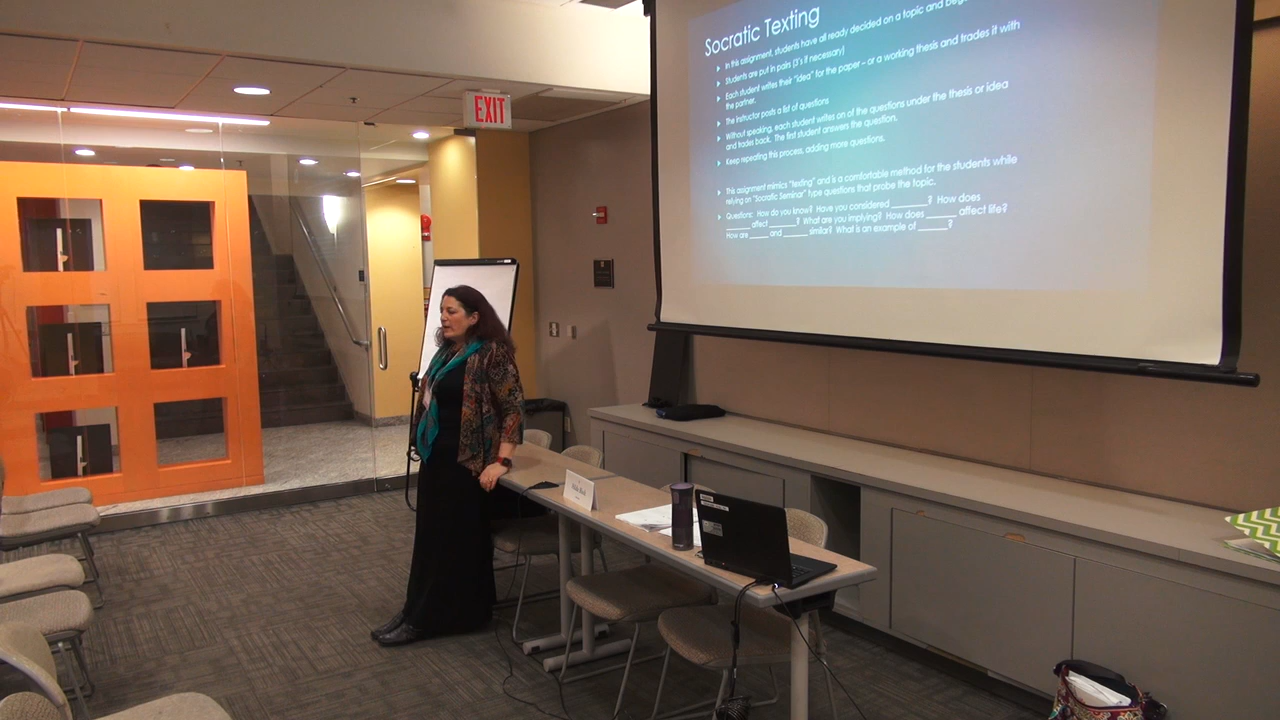 Socratic Texting
In this assignment, students have all ready decided on a topic and
Students are put in pairs (3's if necessary)
Each student writes their "idea" for the paper – or a working thesis and trades it with
the partner.
The instructor posts a list of questions
Without speaking, each student writes on of the questions under the thesis or idea
and trades back. The first student answers the question.
Keep repeating this process, adding more questions.
This assignment mimics "texting" and is a comfortable method for the students while
relying on "Socratic Seminar" type questions that probe the topic.
Questions: How do you know? Have you considered ______? How does
______ affect ______? What are you implying? How does ______ affect life?
How are ____ and _____ similar? What is an example of ______?
EXIT